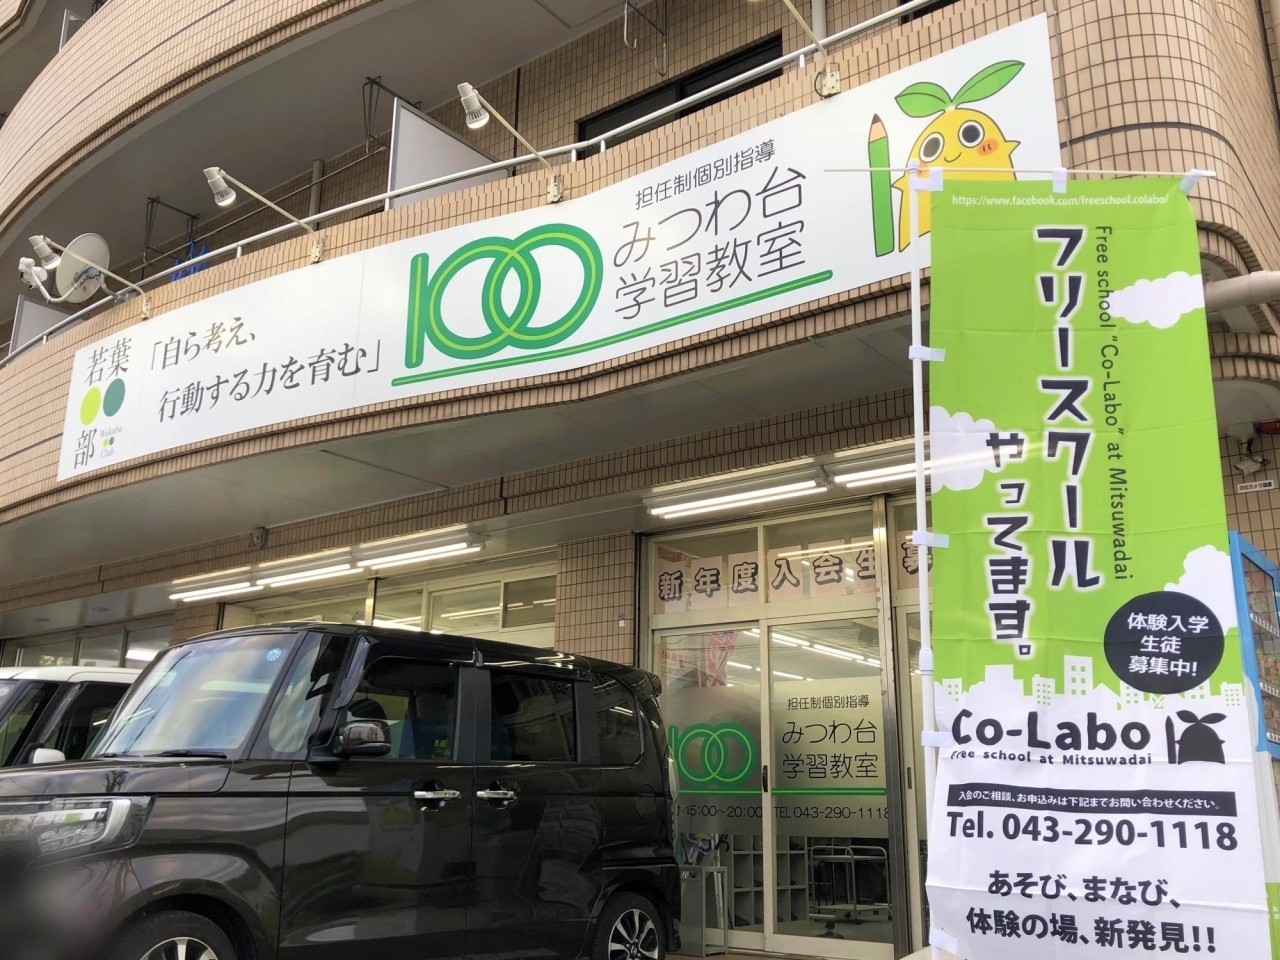 若葉
部
Wakaba
Club
「自ら考え、
行動する力を育む」
100
担任制個別指導
みつわ台
学習教室
https://www.facebook.com/freeschool.colabo/
フリースクール
やってます。
Free school "Co-Labo" at Mitsuwadai
体験入学
生徒
募集中!
Co-Labo
Free school at Mitsuwadai
入会のご相談、お申込みは下記までお問い合わせください。
Tel. 043-290-1118
あそび、まなび、
体験の場、新発見!!
新年度入会生募
100
担任制個別指導
みつわ台
学習教室
15:00〜20:00
TEL 043-290-1118
防犯カメラ